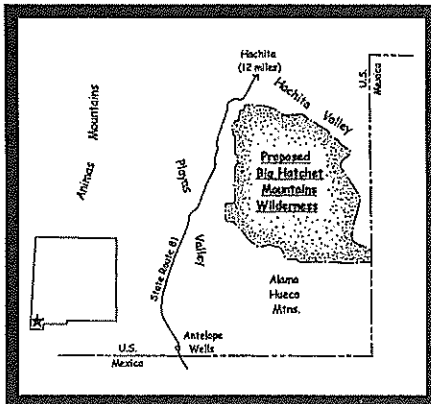 Hachita
(12 miles)
Hachita
Valley
U.S.
Mexico
Animas
Mountains
Playas
Valley
Proposed
Big Hatchet
Mountains
Wilderness
State Route 81
Alamo
Hueco
Mtns.
Antelope
Wells
U.S.
Mexico